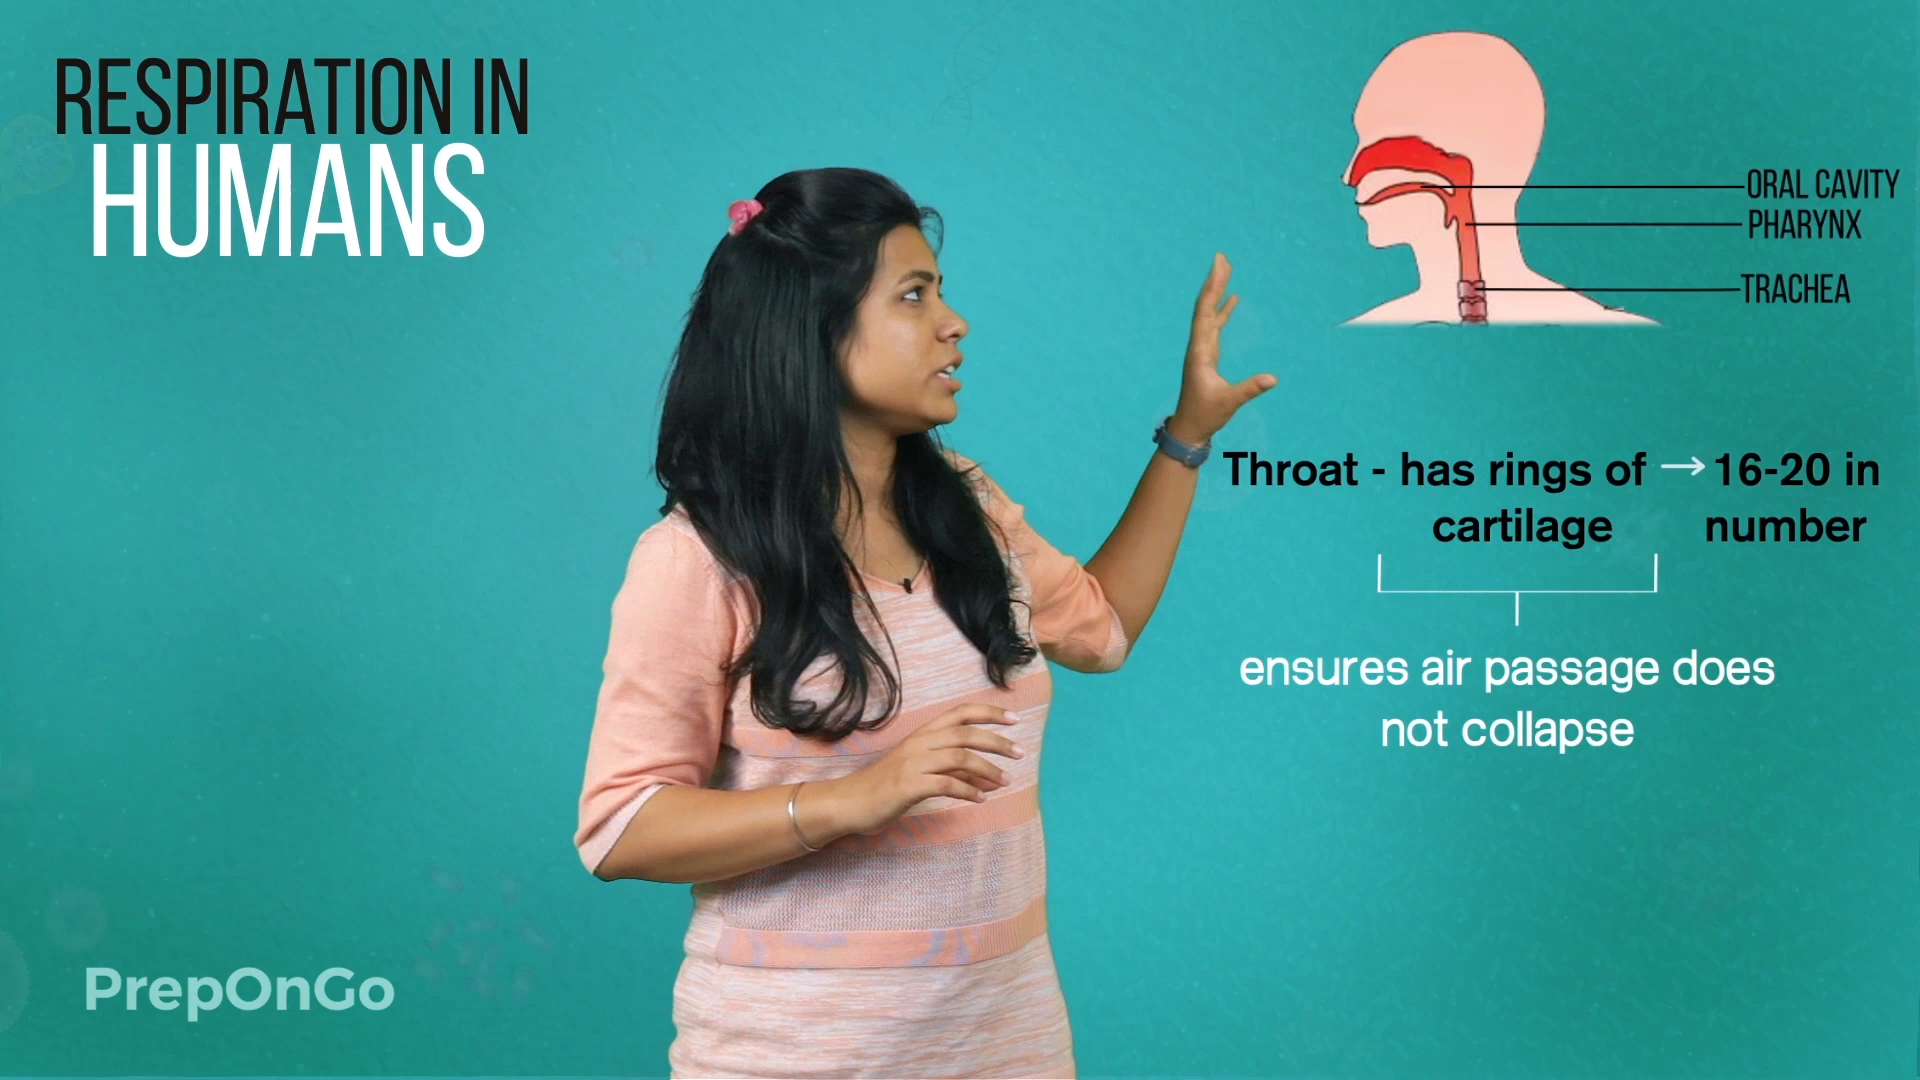 RESPIRATION IN
HUMANS
ORAL CAVITY
PHARYNX
TRACHEA
Throat - has rings of → 16-20 in
cartilage number
ensures air passage does
not collapse
PrepOnGo